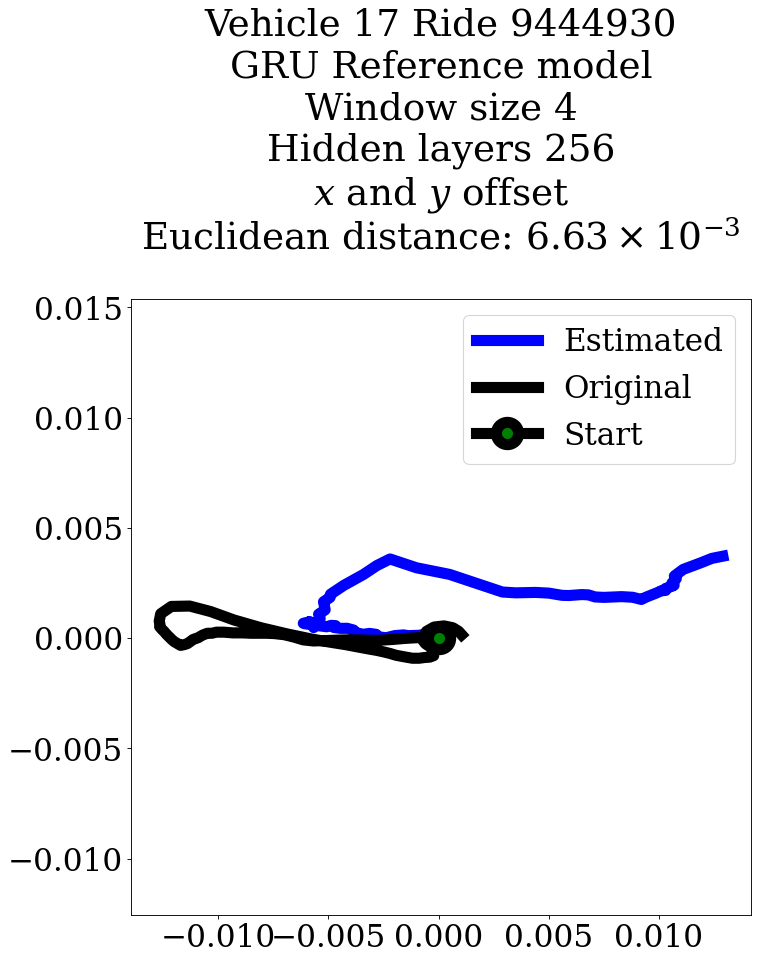 Vehicle 17 Ride 9444930
GRU Reference model
Window size 4
Hidden layers 256
x and y offset
Euclidean distance: 6.63 × 10⁻³
0.015
0.010
0.005
0.000
−0.005
−0.010
Estimated
Original
Start
−0.010 −0.005 0.000 0.005 0.010